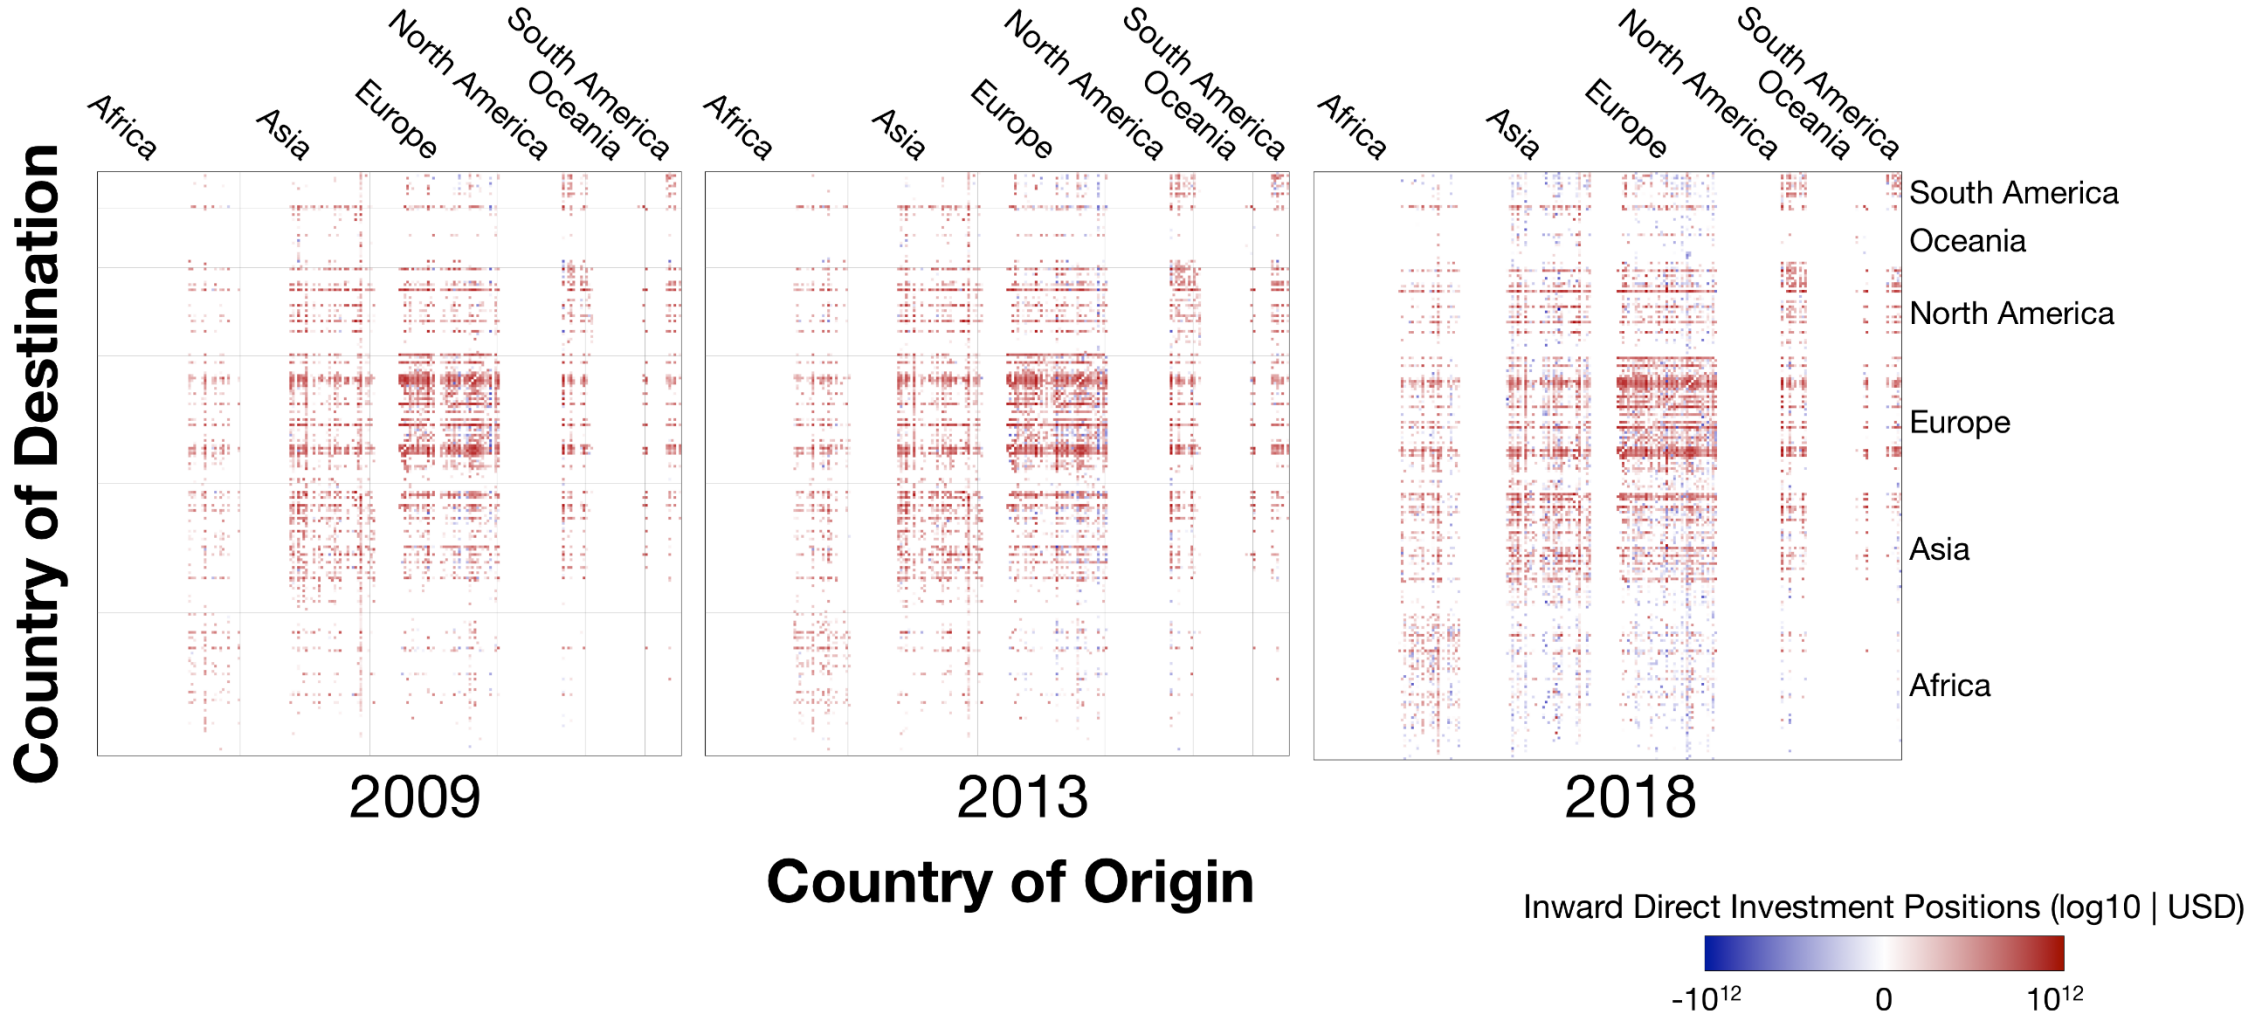 Africa
Asia
Europe
North America
Oceania
South America
Africa
Asia
Europe
North America
Oceania
South America
Africa
Asia
Europe
North America
Oceania
South America
Country of Destination
South America
Oceania
North America
Europe
Asia
Africa
2009
2013
2018
Country of Origin
Inward Direct Investment Positions (log10 | USD)
-10¹² 0 10¹²